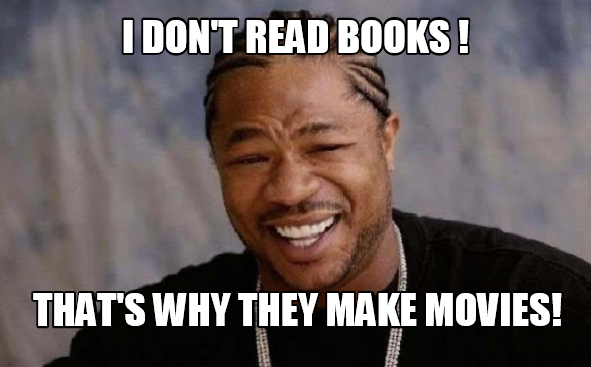 I DON'T READ BOOKS !
THAT'S WHY THEY MAKE MOVIES!